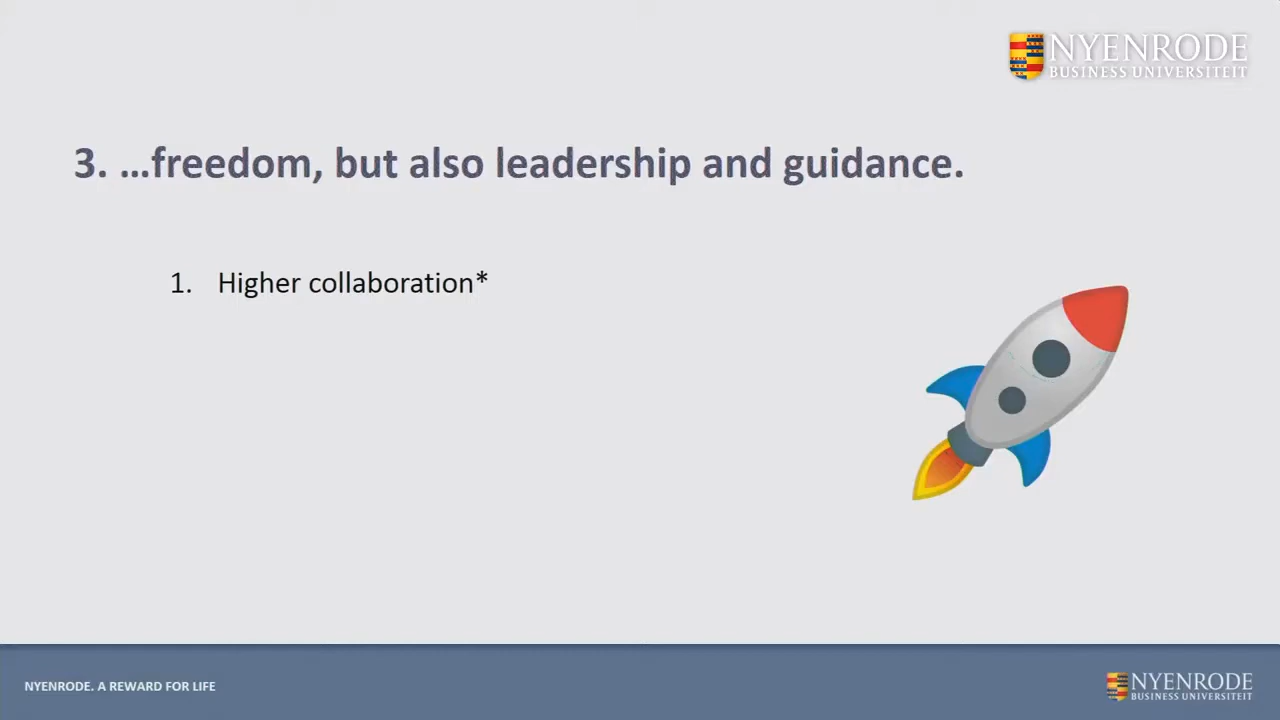 NYENRODE
BUSINESS UNIVERSITEIT
3. ...freedom, but also leadership and guidance.
1. Higher collaboration*
NYENRODE. A REWARD FOR LIFE
NYENRODE
BUSINESS UNIVERSITEIT